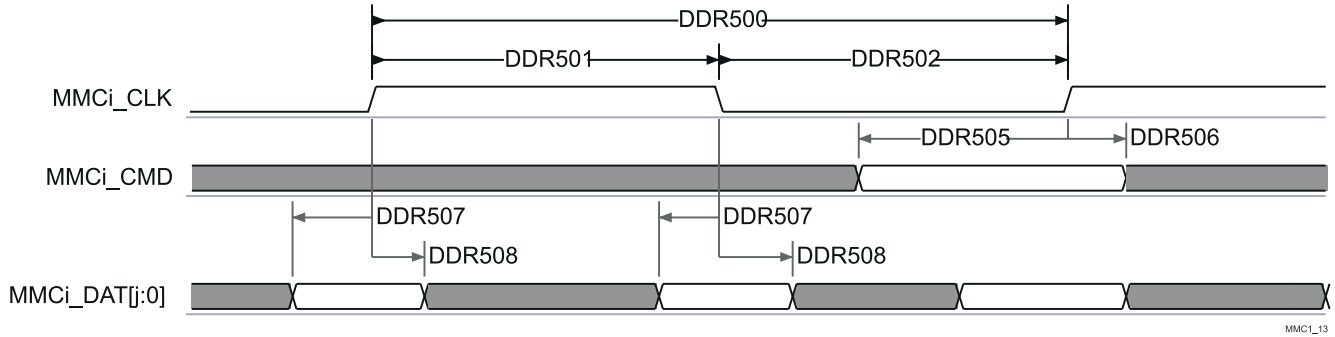 DDR500
DDR501 DDR502
MMCi_CLK
DDR505 DDR506
MMCi_CMD
DDR507 DDR507
DDR508 DDR508
MMCi_DAT[j:0]
MMC1_13